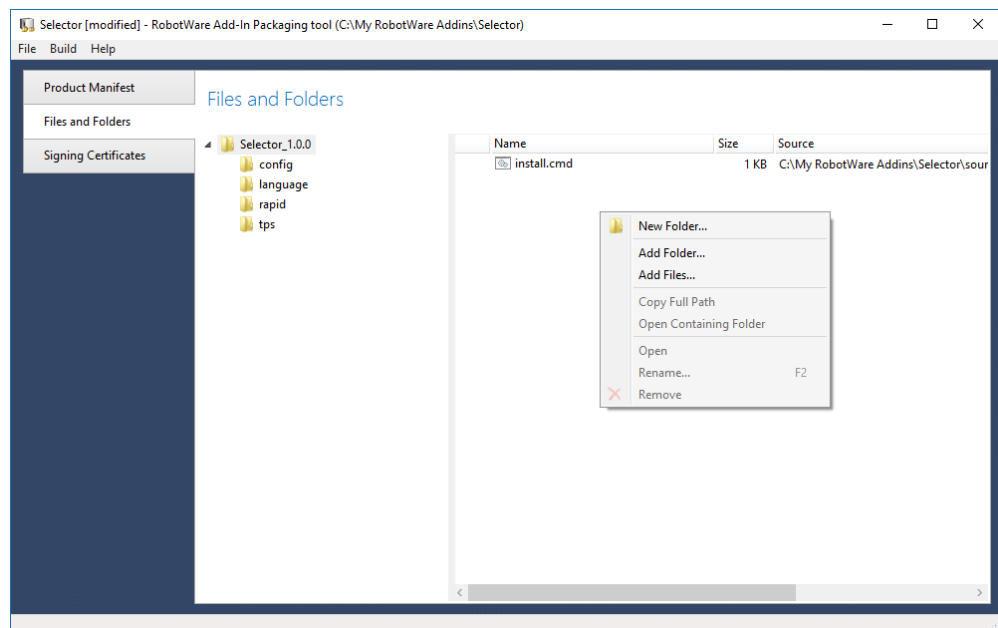 Selector [modified] - RobotWare Add-In Packaging tool (C:\My RobotWare Addins\Selector)
File Build Help
Product Manifest
Files and Folders
Signing Certificates
Files and Folders
Selector_1.0.0
config
language
rapid
tps
Name Size Source
install.cmd 1 KB C:\My RobotWare Addins\Selector\sour
New Folder...
Add Folder...
Add Files...
Copy Full Path
Open Containing Folder
Open
Rename... F2
Remove